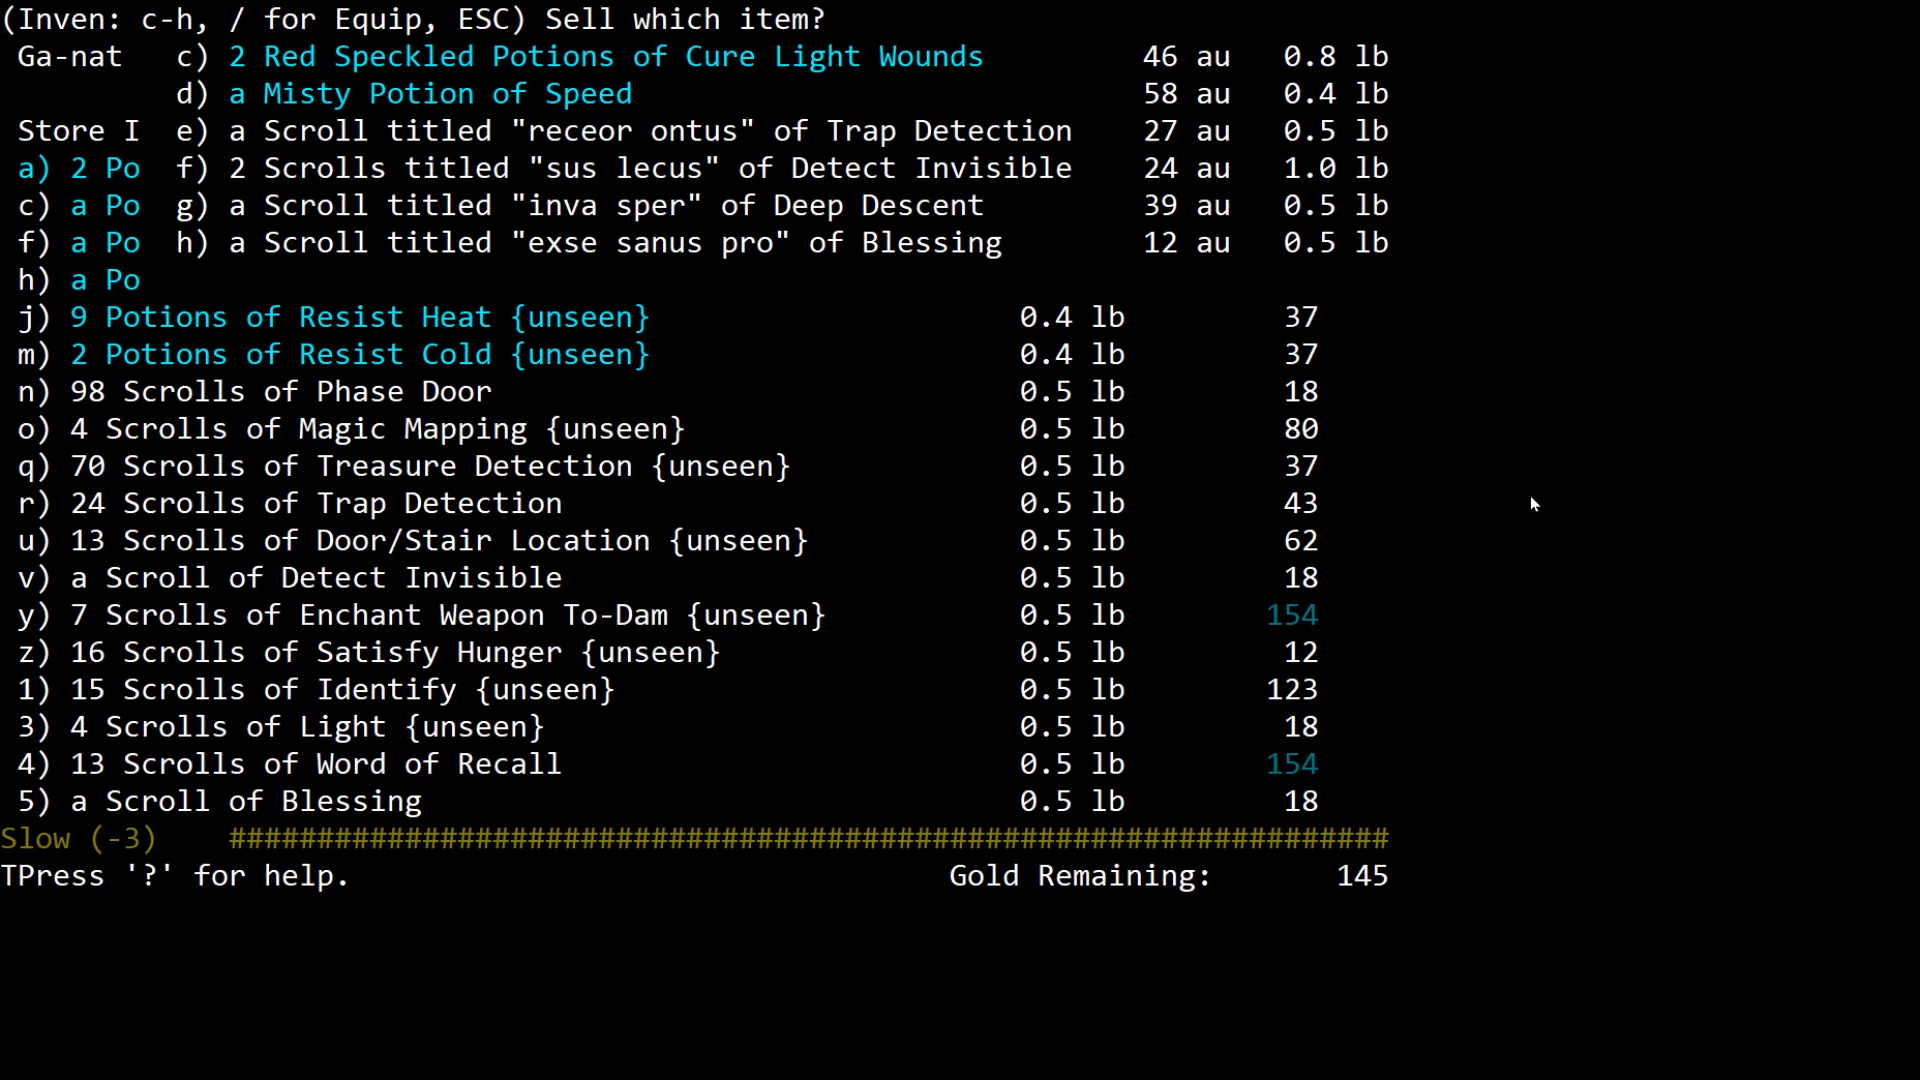 (Inven: c-h, / for Equip, ESC) Sell which item?
Ga-nat c) 2 Red Speckled Potions of Cure Light Wounds 46 au 0.8 lb
d) a Misty Potion of Speed 58 au 0.4 lb
Store I e) a Scroll titled "receor ontus" of Trap Detection 27 au 0.5 lb
a) 2 Po f) 2 Scrolls titled "sus lecus" of Detect Invisible 24 au 1.0 lb
c) a Po g) a Scroll titled "inva sper" of Deep Descent 39 au 0.5 lb
f) a Po h) a Scroll titled "exse sanus pro" of Blessing 12 au 0.5 lb
h) a Po
j) 9 Potions of Resist Heat {unseen} 0.4 lb 37
m) 2 Potions of Resist Cold {unseen} 0.4 lb 37
n) 98 Scrolls of Phase Door 0.5 lb 18
o) 4 Scrolls of Magic Mapping {unseen} 0.5 lb 80
q) 70 Scrolls of Treasure Detection {unseen} 0.5 lb 37
r) 24 Scrolls of Trap Detection 0.5 lb 43
u) 13 Scrolls of Door/Stair Location {unseen} 0.5 lb 62
v) a Scroll of Detect Invisible 0.5 lb 18
y) 7 Scrolls of Enchant Weapon To-Dam {unseen} 0.5 lb 154
z) 16 Scrolls of Satisfy Hunger {unseen} 0.5 lb 12
1) 15 Scrolls of Identify {unseen} 0.5 lb 123
3) 4 Scrolls of Light {unseen} 0.5 lb 18
4) 13 Scrolls of Word of Recall 0.5 lb 154
5) a Scroll of Blessing 0.5 lb 18
Slow (-3) ##################################################################
TPress '?' for help. Gold Remaining: 145